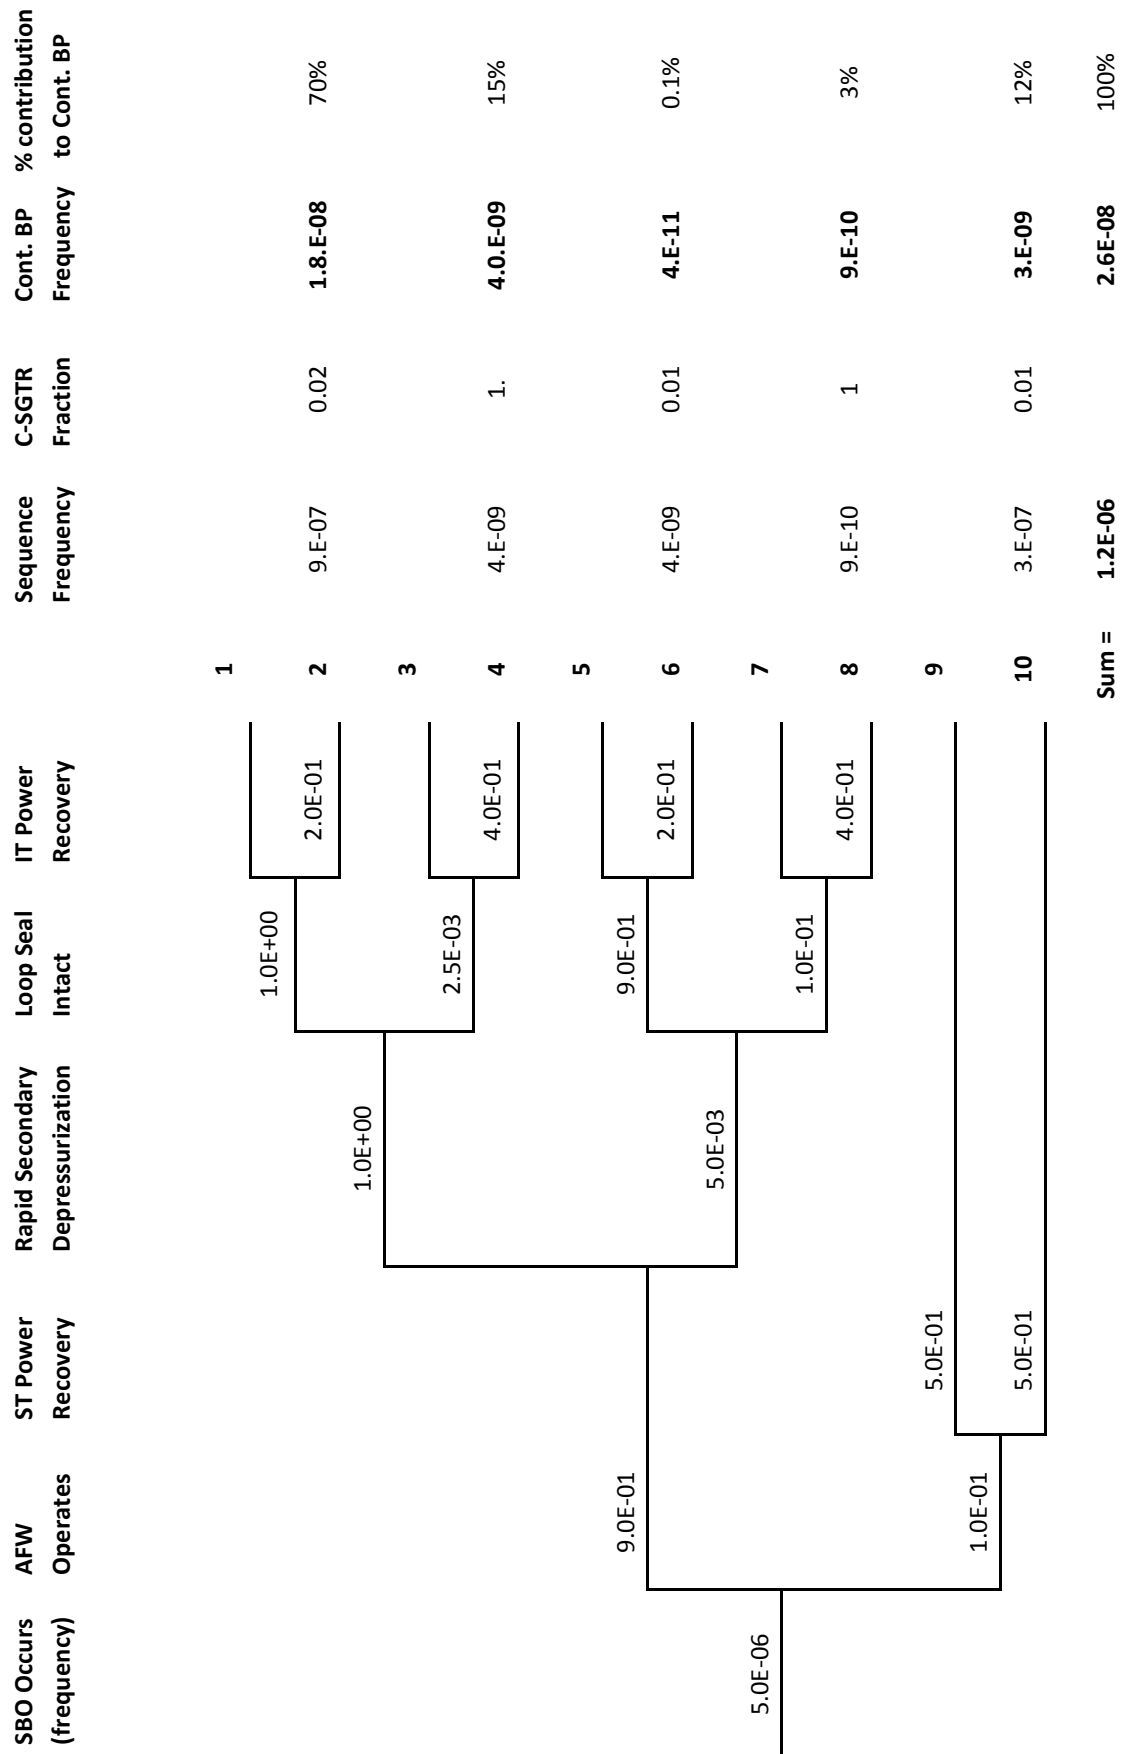 SBO Occurs
(frequency)
AFW
Operates
ST Power
Recovery
Rapid Secondary
Depressurization
Loop Seal
Intact
IT Power
Recovery
Sequence
Frequency
C-SGTR
Fraction
Cont. BP
Frequency
% contribution
to Cont. BP
1
1.0E+00
2.0E-01
2 9.E-07 0.02 1.8.E-08 70%
1.0E+00
3
2.5E-03
4.0E-01
4 4.E-09 1. 4.0.E-09 15%
9.0E-01
9.0E-01
5
2.0E-01
6 4.E-09 0.01 4.E-11 0.1%
5.0E-03
5.0E-06
7
1.0E-01
4.0E-01
8 9.E-10 1 9.E-10 3%
5.0E-01
9
1.0E-01
5.0E-01
10 3.E-07 0.01 3.E-09 12%
Sum = 1.2E-06 2.6E-08 100%